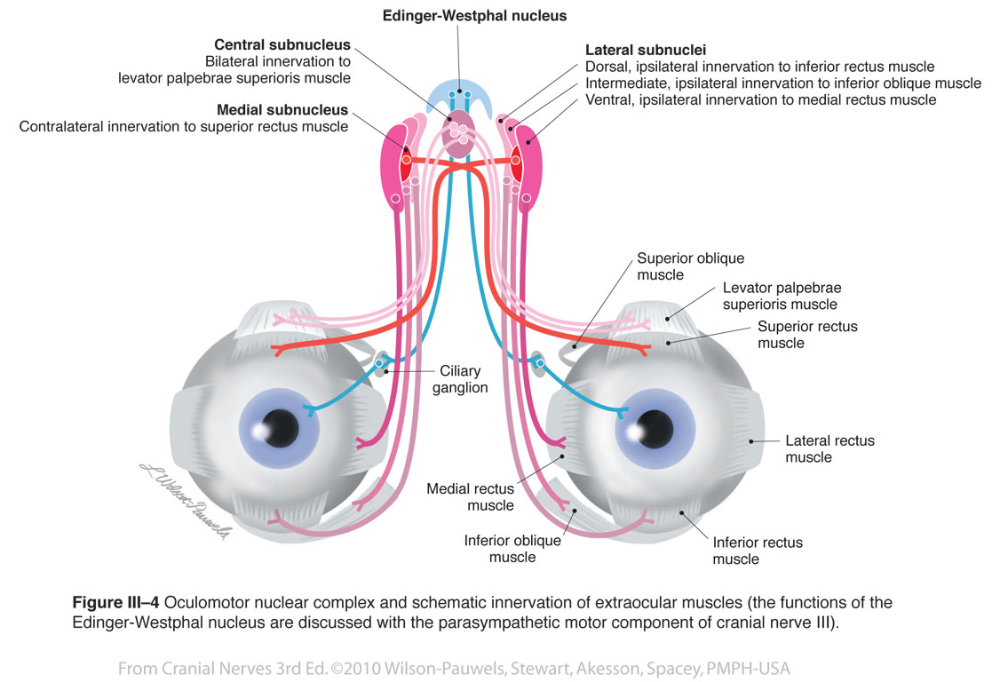 Edinger-Westphal nucleus
Central subnucleus
Bilateral innervation to
levator palpebrae superioris muscle
Medial subnucleus
Contralateral innervation to superior rectus muscle
Lateral subnuclei
Dorsal, ipsilateral innervation to inferior rectus muscle
Intermediate, ipsilateral innervation to inferior oblique muscle
Ventral, ipsilateral innervation to medial rectus muscle
Superior oblique
muscle
Levator palpebrae
superioris muscle
Superior rectus
muscle
Ciliary
ganglion
Lateral rectus
muscle
Medial rectus
muscle
Inferior oblique
muscle
Inferior rectus
muscle
L. Wilson-Pauwels
Figure III–4 Oculomotor nuclear complex and schematic innervation of extraocular muscles (the functions of the
Edinger-Westphal nucleus are discussed with the parasympathetic motor component of cranial nerve III).
From Cranial Nerves 3rd Ed. ©2010 Wilson-Pauwels, Stewart, Akesson, Spacey, PMPH-USA